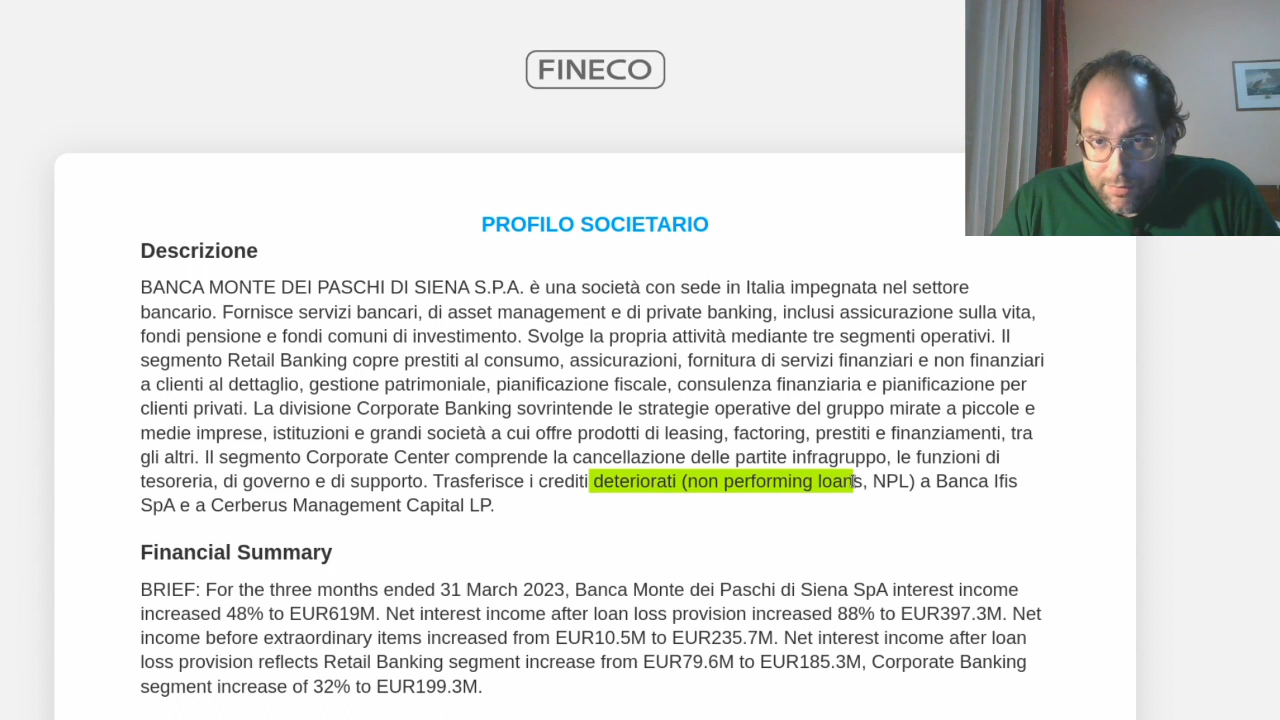 FINECO
PROFILO SOCIETARIO
Descrizione
BANCA MONTE DEI PASCHI DI SIENA S.P.A. è una società con sede in Italia impegnata nel settore
bancario. Fornisce servizi bancari, di asset management e di private banking, inclusi assicurazione sulla vita,
fondi pensione e fondi comuni di investimento. Svolge la propria attività mediante tre segmenti operativi. Il
segmento Retail Banking copre prestiti al consumo, assicurazioni, fornitura di servizi finanziari e non finanziari
a clienti al dettaglio, gestione patrimoniale, pianificazione fiscale, consulenza finanziaria e pianificazione per
clienti privati. La divisione Corporate Banking sovrintende le strategie operative del gruppo mirate a piccole e
medie imprese, istituzioni e grandi società a cui offre prodotti di leasing, factoring, prestiti e finanziamenti, tra
gli altri. Il segmento Corporate Center comprende la cancellazione delle partite infragruppo, le funzioni di
tesoreria, di governo e di supporto. Trasferisce i crediti deteriorati (non performing loans, NPL) a Banca Ifis
SpA e a Cerberus Management Capital LP.
Financial Summary
BRIEF: For the three months ended 31 March 2023, Banca Monte dei Paschi di Siena SpA interest income
increased 48% to EUR619M. Net interest income after loan loss provision increased 88% to EUR397.3M. Net
income before extraordinary items increased from EUR10.5M to EUR235.7M. Net interest income after loan
loss provision reflects Retail Banking segment increase from EUR79.6M to EUR185.3M, Corporate Banking
segment increase of 32% to EUR199.3M.